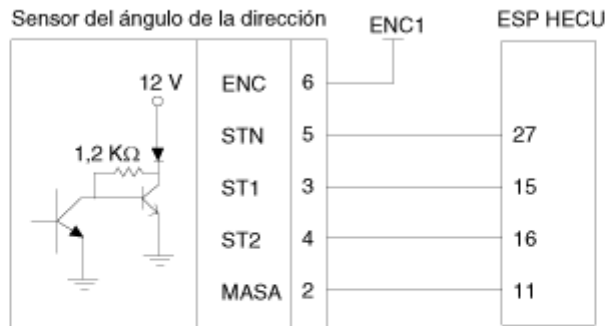 Sensor del ángulo de la dirección
ENC1
ESP HECU
12 V
ENC 6
STN 5 27
1,2 KΩ
ST1 3 15
ST2 4 16
MASA 2 11